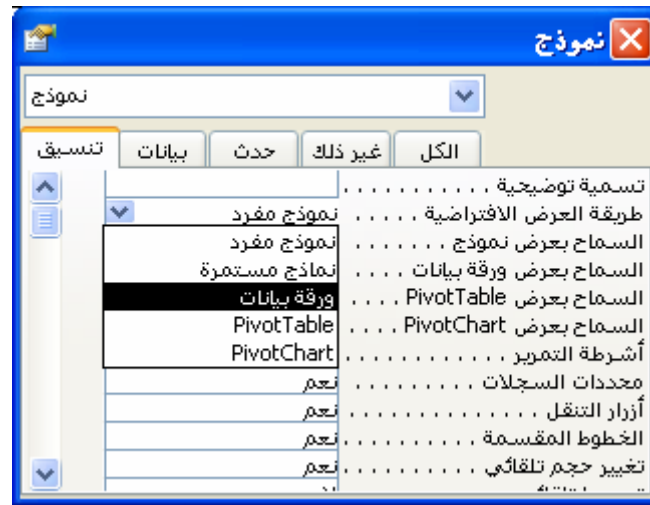 نموذج
نموذج
تنسيق بيانات حدث غير ذلك الكل
تسمية توضيحية . . . . . . . . . . . .
طريقة العرض الافتراضية . . . . . نموذج مفرد
السماح بعرض نموذج . . . . . . . نموذج مفرد
السماح بعرض ورقة بيانات . . . . نماذج مستمرة
السماح بعرض PivotTable . . . . ورقة بيانات
السماح بعرض PivotChart . . . . PivotTable
أشرطة التمرير . . . . . . . . . . . . . PivotChart
محددات السجلات . . . . . . . . . نعم
أزرار التنقل . . . . . . . . . . . . . . . نعم
الخطوط المقسمة . . . . . . . . . . نعم
تغيير حجم تلقائي . . . . . . . . . . نعم